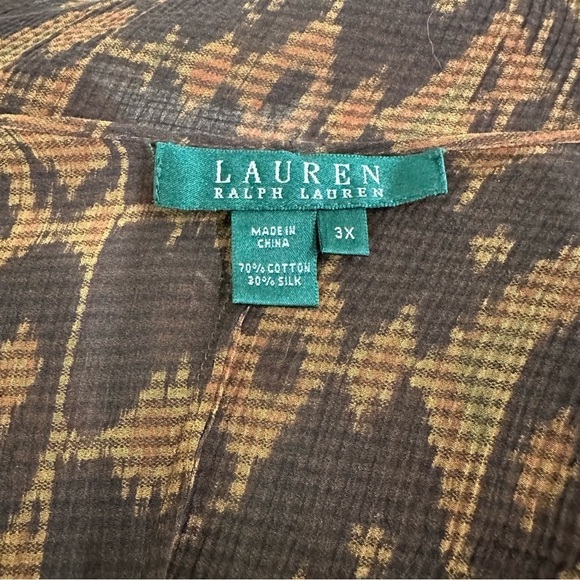 LAUREN
RALPH LAUREN
MADE IN
CHINA
3X
70% COTTON
30% SILK